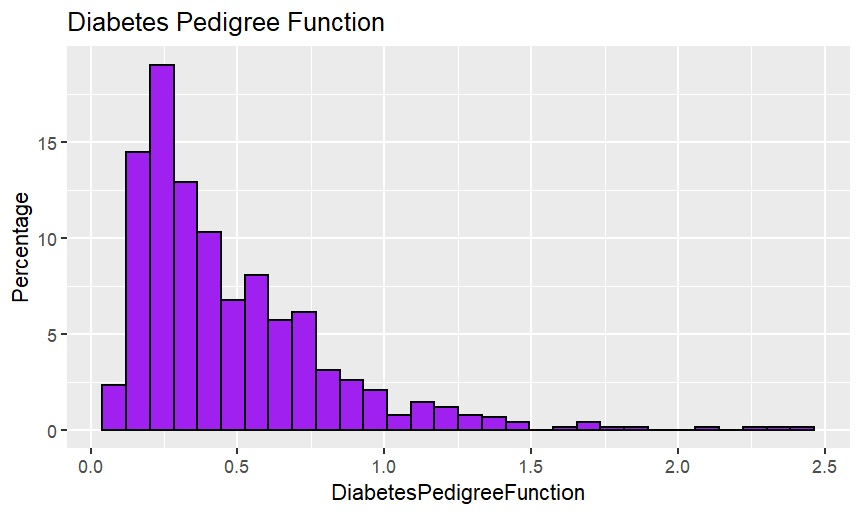 Diabetes Pedigree Function
Percentage
15
10
5
0
0.0 0.5 1.0 1.5 2.0 2.5
DiabetesPedigreeFunction